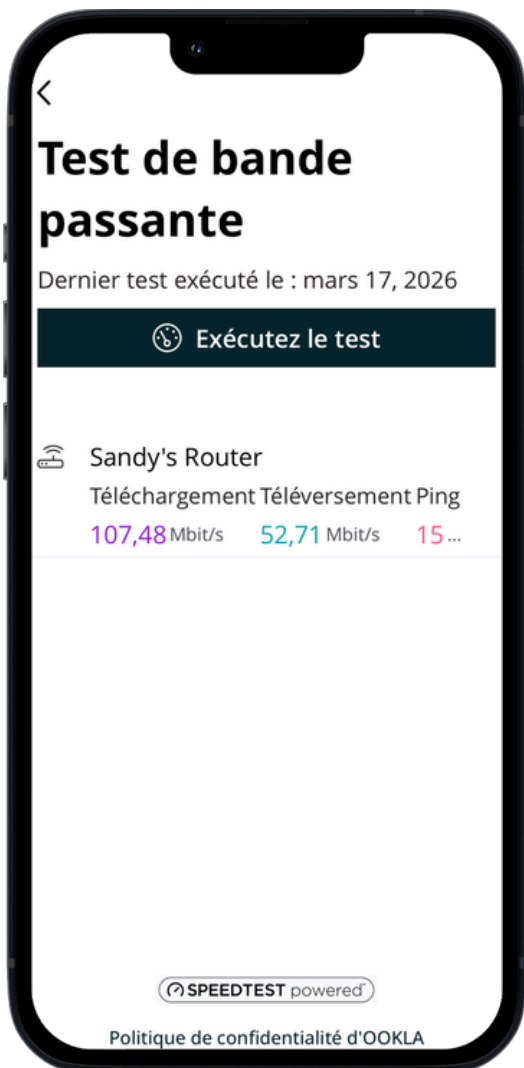 Test de bande
passante
Dernier test exécuté le : mars 17, 2026
Exécutez le test
Sandy's Router
Téléchargement Téléversement Ping
107,48 Mbit/s 52,71 Mbit/s 15 ...
SPEEDTEST powered
Politique de confidentialité d'OOKLA